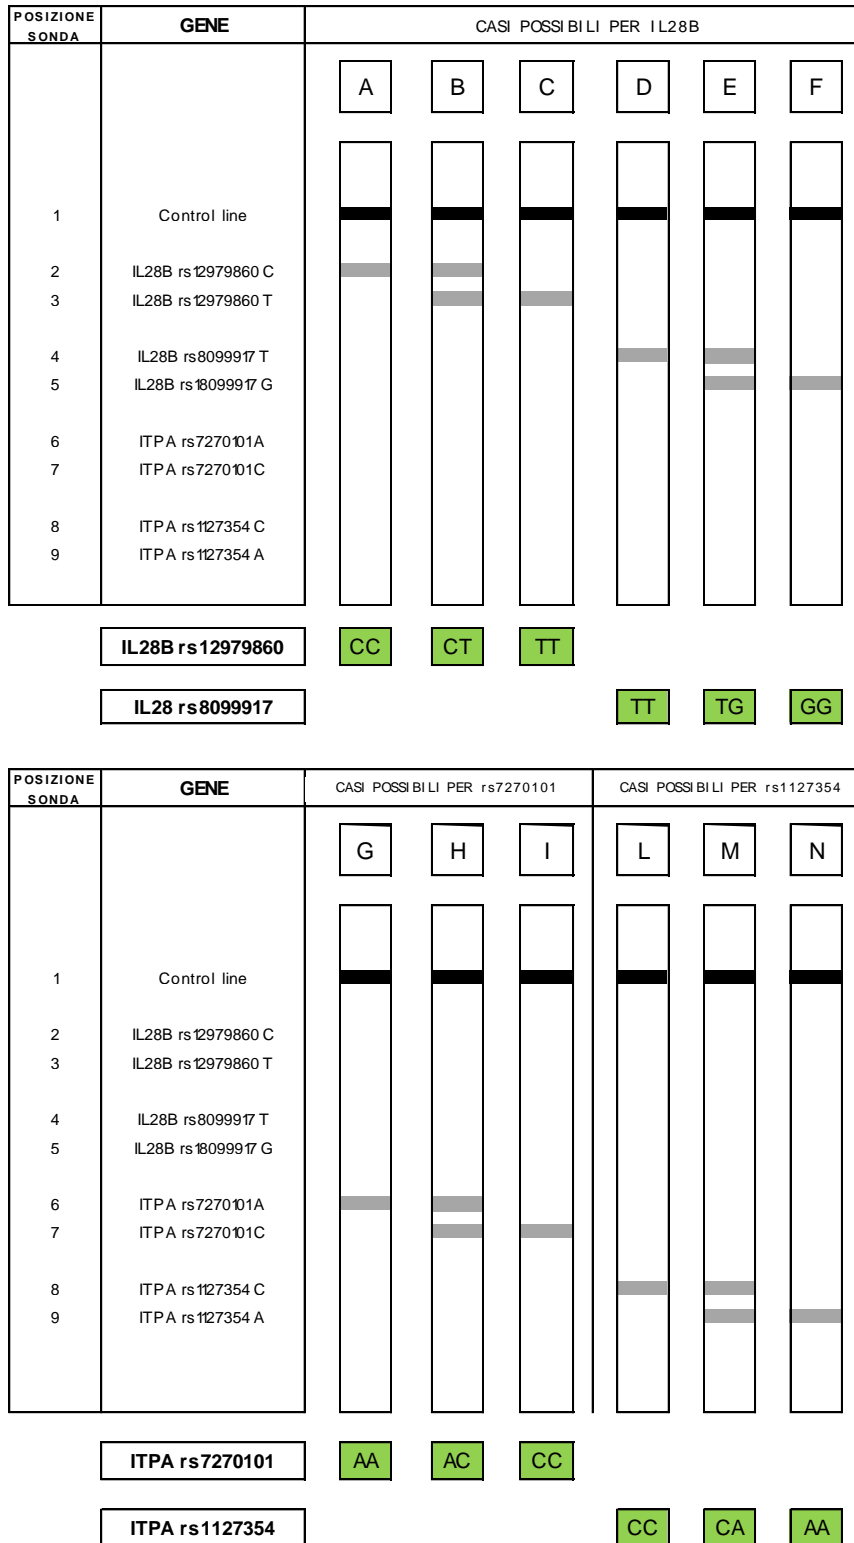 POSIZIONE SONDA GENE CASI POSSIBILI PER IL28B
A B C D E F
1 Control line
2 IL28B rs12979860 C
3 IL28B rs12979860 T
4 IL28B rs8099917 T
5 IL28B rs18099917 G
6 ITPA rs7270101A
7 ITPA rs7270101C
8 ITPA rs1127354 C
9 ITPA rs1127354 A
IL28B rs12979860 CC CT TT
IL28 rs8099917 TT TG GG
POSIZIONE SONDA GENE CASI POSSIBILI PER rs7270101 CASI POSSIBILI PER rs1127354
G H I L M N
1 Control line
2 IL28B rs12979860 C
3 IL28B rs12979860 T
4 IL28B rs8099917 T
5 IL28B rs18099917 G
6 ITPA rs7270101A
7 ITPA rs7270101C
8 ITPA rs1127354 C
9 ITPA rs1127354 A
ITPA rs7270101 AA AC CC
ITPA rs1127354 CC CA AA